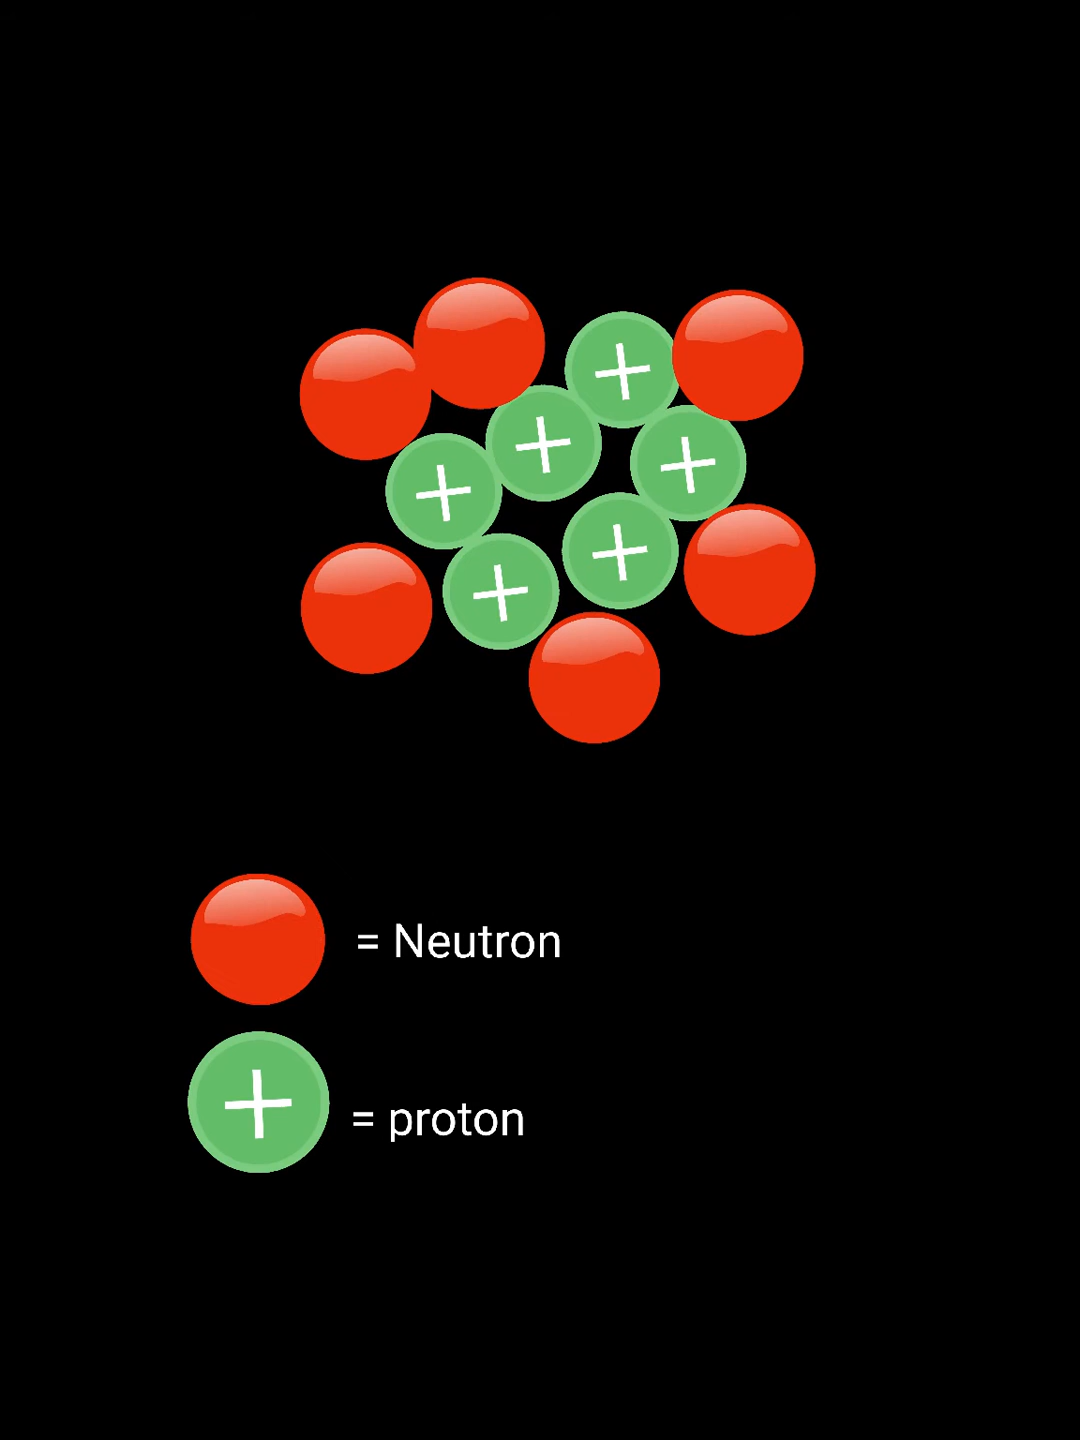 = Neutron
= proton